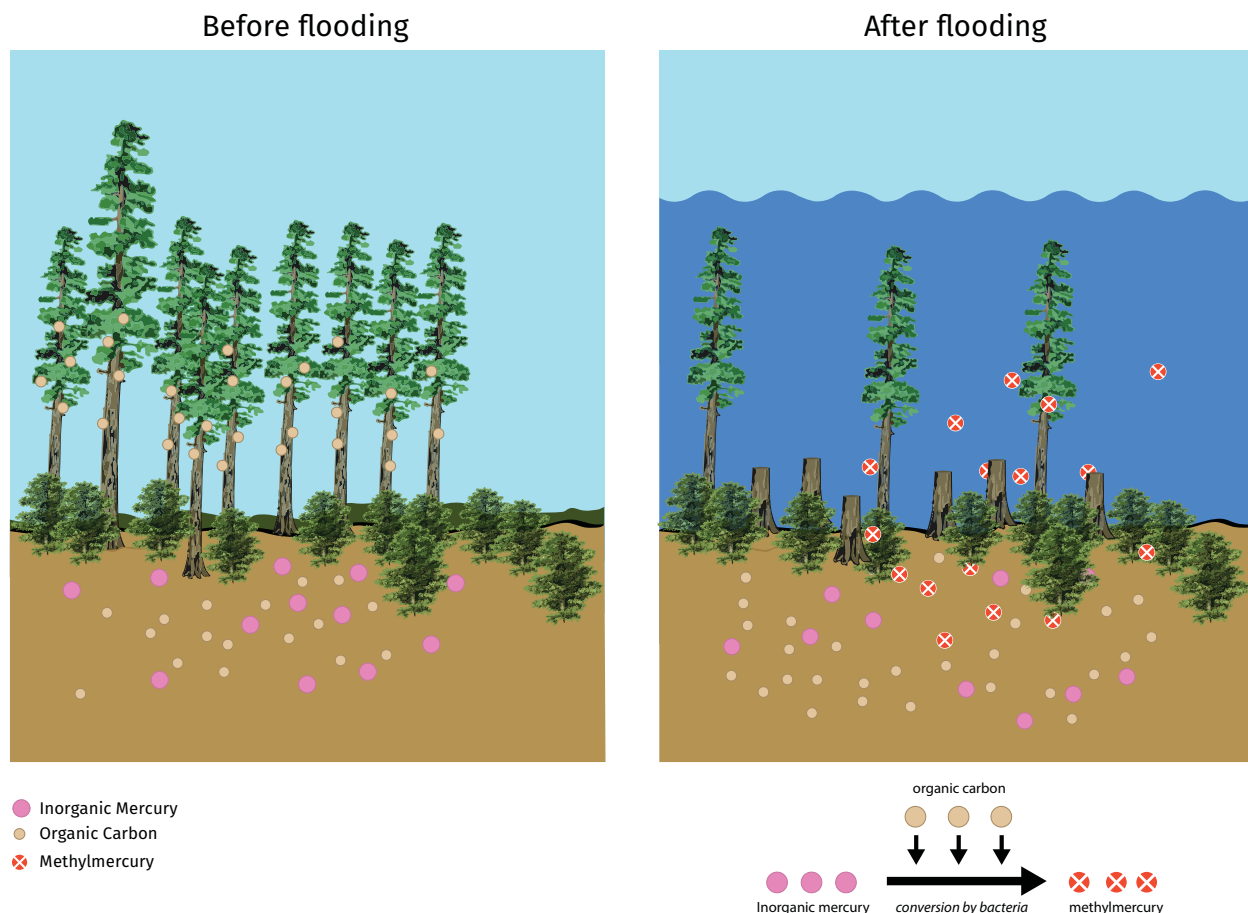 Before flooding
After flooding
Inorganic Mercury
Organic Carbon
Methylmercury
organic carbon
Inorganic mercury
conversion by bacteria
methylmercury